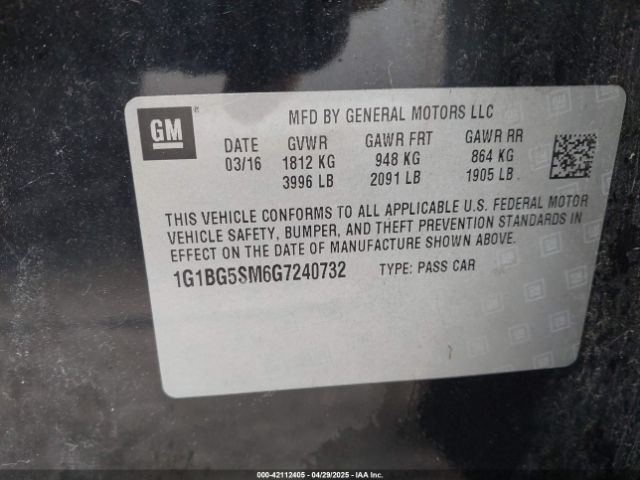 GM
®
MFD BY GENERAL MOTORS LLC
DATE GVWR GAWR FRT GAWR RR
03/16 1812 KG 948 KG 864 KG
3996 LB 2091 LB 1905 LB
THIS VEHICLE CONFORMS TO ALL APPLICABLE U.S. FEDERAL MOTOR
VEHICLE SAFETY, BUMPER, AND THEFT PREVENTION STANDARDS IN
EFFECT ON THE DATE OF MANUFACTURE SHOWN ABOVE.
1G1BG5SM6G7240732 TYPE: PASS CAR
000-42112405 - 04/29/2025 - IAAI.COM